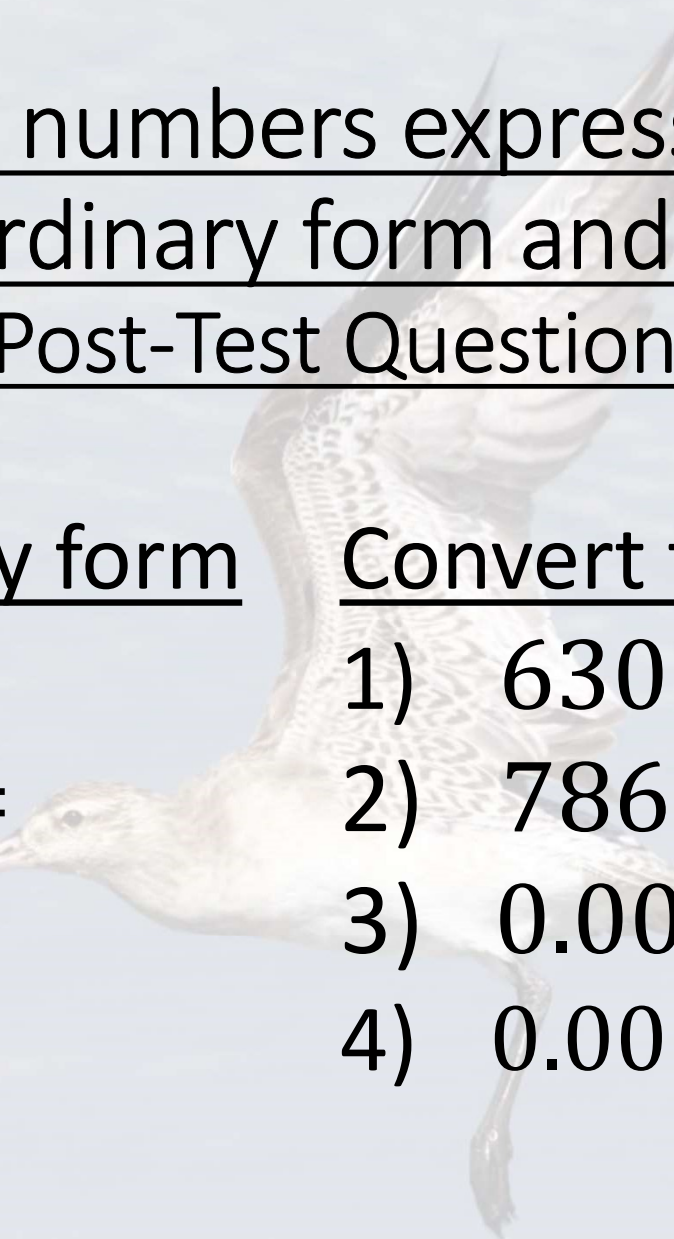 numbers express
rdinary form and
Post-Test Question
y form
Convert
1) 630
2) 786
=
3) 0.00
4) 0.00